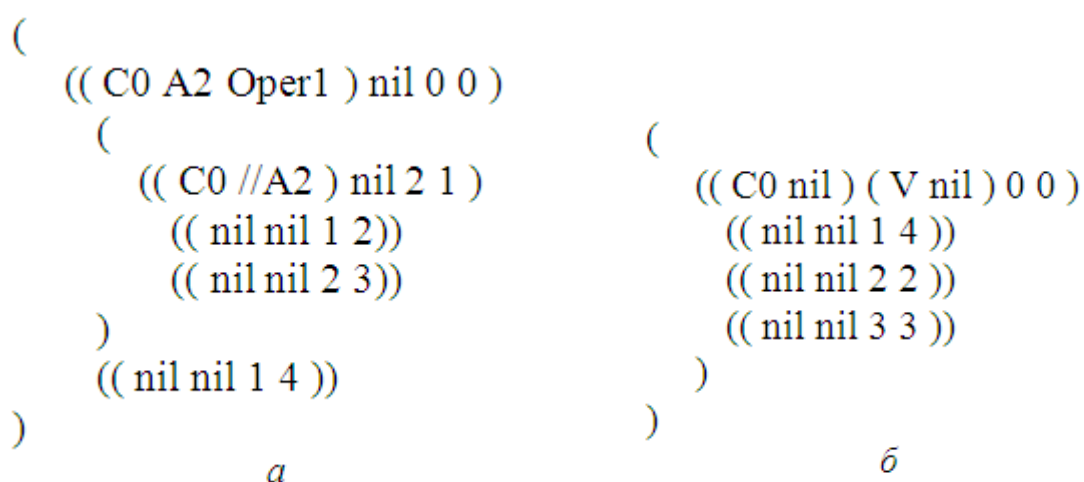 (
(( C0 A2 Oper1 ) nil 0 0 )
(
(( C0 //A2 ) nil 2 1 )
(( nil nil 1 2))
(( nil nil 2 3))
)
(( nil nil 1 4 ))
)
а
(
(( C0 nil ) ( V nil ) 0 0 )
(( nil nil 1 4 ))
(( nil nil 2 2 ))
(( nil nil 3 3 ))
)
)
б